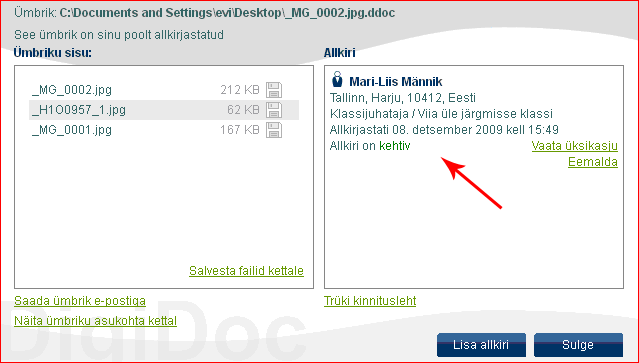 Ümbrik: C:\Documents and Settings\evi\Desktop\_MG_0002.jpg.ddoc
See ümbrik on sinu poolt allkirjastatud
Ümbriku sisu:
_MG_0002.jpg 212 KB
_H1O0957_1.jpg 62 KB
_MG_0001.jpg 167 KB
Salvesta failid kettale
Allkiri
Mari-Liis Männik
Tallinn, Harju, 10412, Eesti
Klassijuhataja / Viia üle järgmisse klassi
Allkirjastati 08. detsember 2009 kell 15:49
Allkiri on kehtiv Vaata üksikasju
Eemalda
Saada ümbrik e-postiga
Trüki kinnitusleht
Näita ümbriku asukohta kettal
DigiDoc
Lisa allkiri Sulge